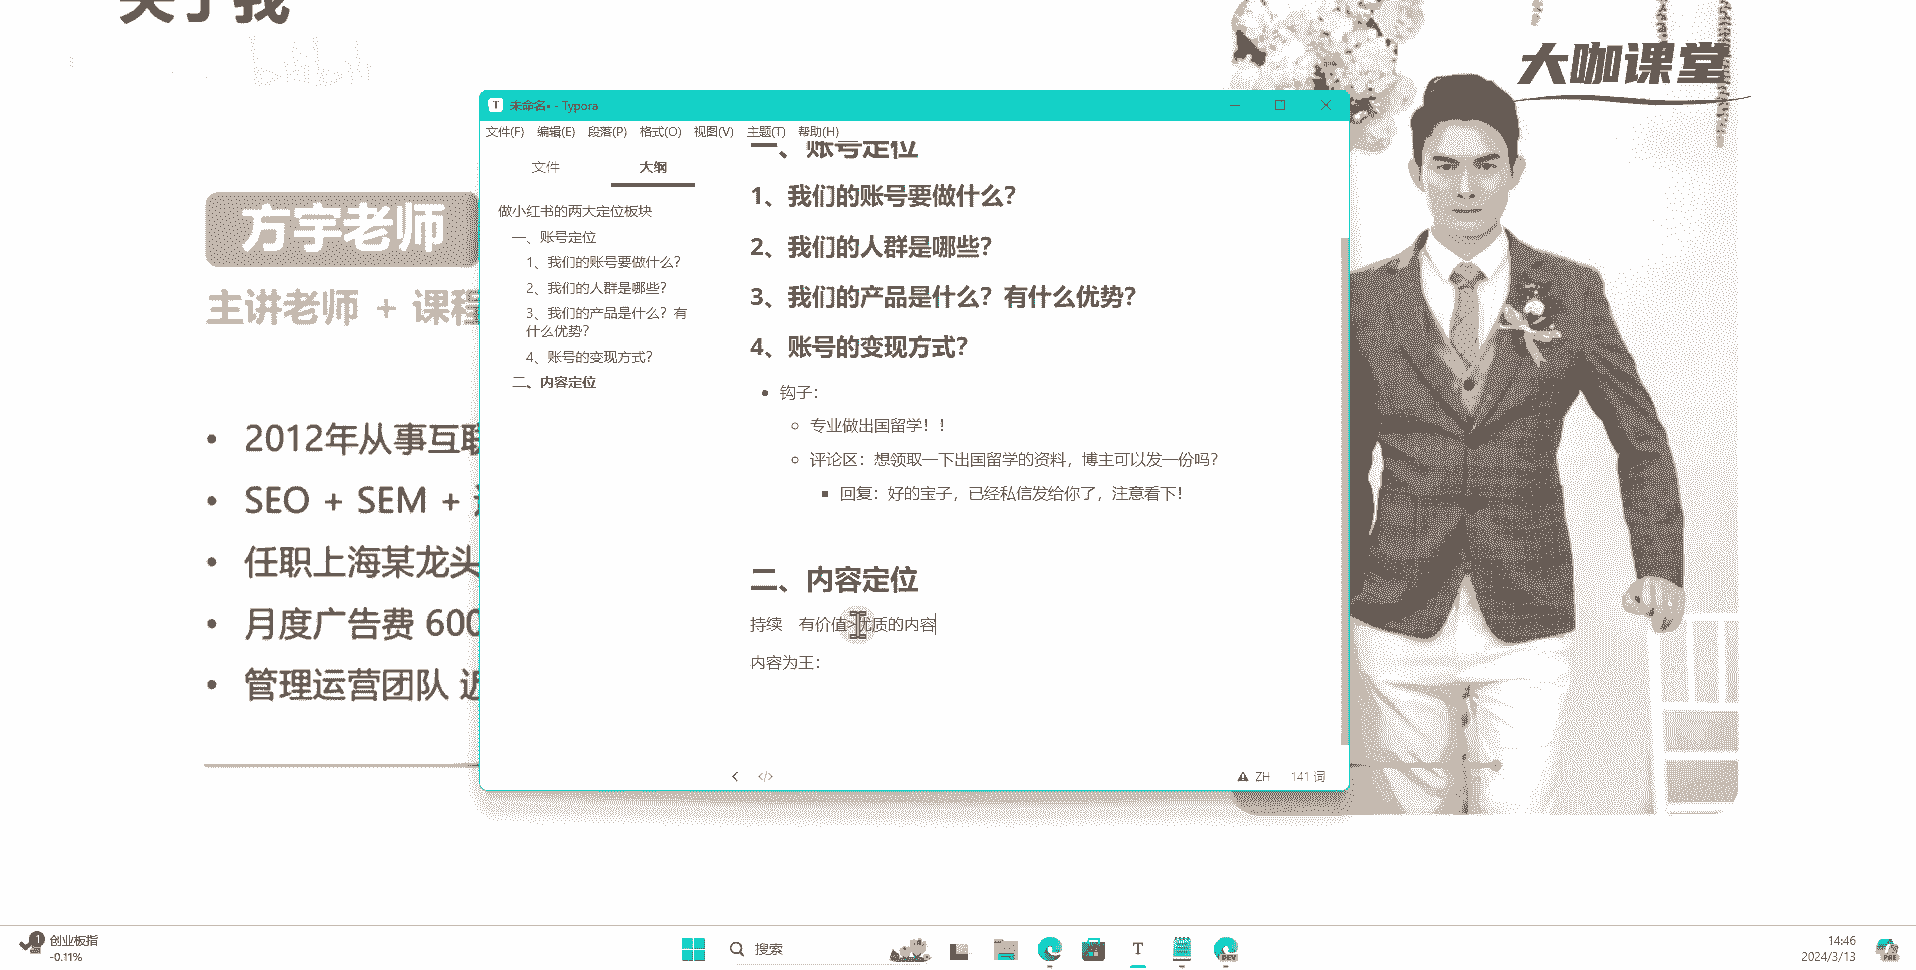 关于我
bilibili
大咖课堂
方宇老师
主讲老师 + 课程
2012年从事互联
SEO + SEM +
任职上海某龙头
月度广告费 600
管理运营团队 近
未命名• - Typora
文件(F) 编辑(E) 段落(P) 格式(O) 视图(V) 主题(T) 帮助(H)
文件 大纲
做小红书的两大定位板块
一、账号定位
1、我们的账号要做什么？
2、我们的人群是哪些？
3、我们的产品是什么？有
什么优势？
4、账号的变现方式？
二、内容定位
一、账号定位
1、我们的账号要做什么？
2、我们的人群是哪些？
3、我们的产品是什么？有什么优势？
4、账号的变现方式？
钩子：
专业做出国留学！！
评论区：想领取一下出国留学的资料，博主可以发一份吗？
回复：好的宝子，已经私信发给你了，注意看下！
二、内容定位
持续 有价值>优质的内容
内容为王：
ZH 141 词
1 创业板指
-0.11%
搜索
T
DEV
14:46
2024/3/13
PRE